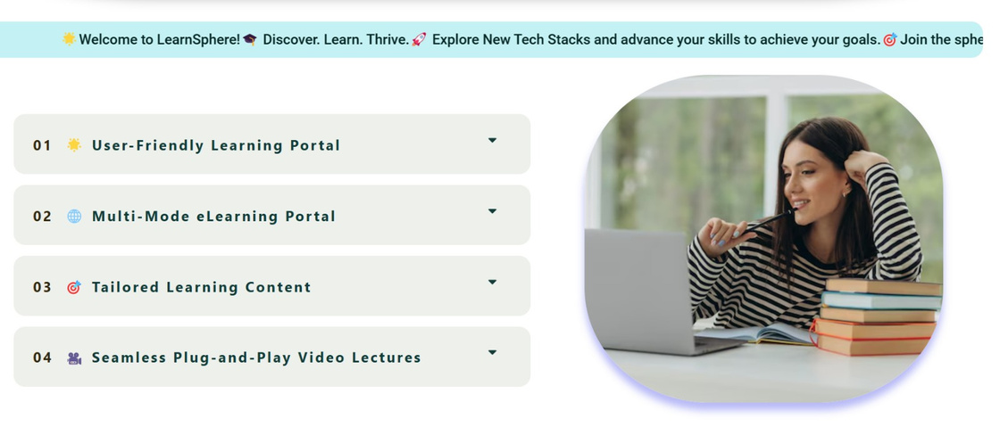 🌟 Welcome to LearnSphere! 🎓 Discover. Learn. Thrive. 🚀 Explore New Tech Stacks and advance your skills to achieve your goals. 🎯 Join the sphe
01 🌟 User-Friendly Learning Portal
02 🌐 Multi-Mode eLearning Portal
03 🎯 Tailored Learning Content
04 🎥 Seamless Plug-and-Play Video Lectures